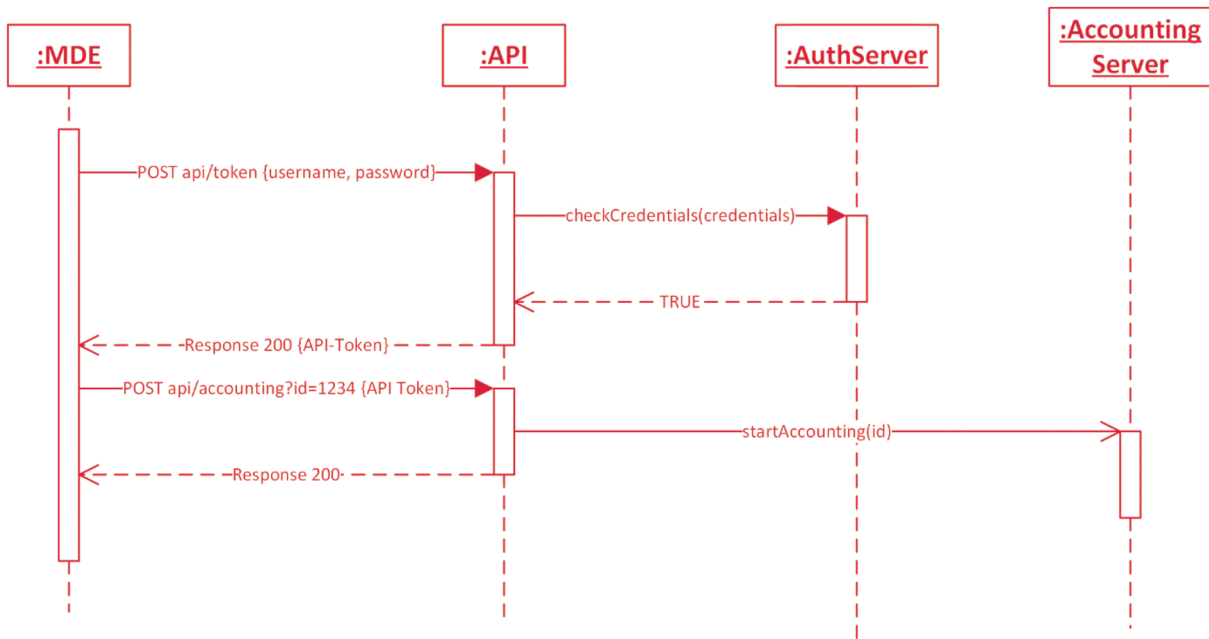 :MDE
:API
:AuthServer
:Accounting
Server
POST api/token {username, password}
checkCredentials(credentials)
TRUE
Response 200 {API-Token}
POST api/accounting?id=1234 {API Token}
startAccounting(id)
Response 200